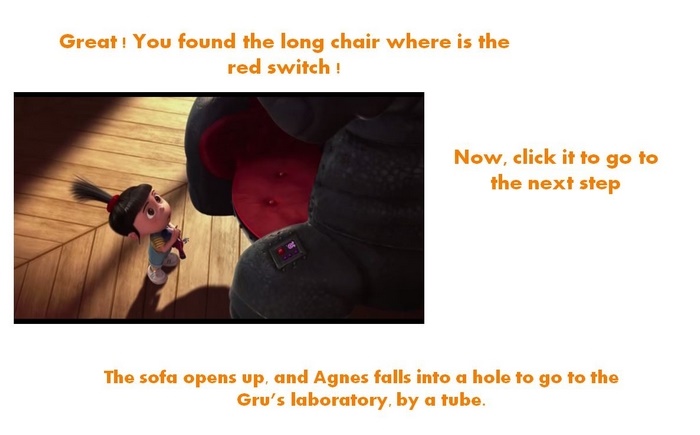 Great ! You found the long chair where is the
red switch !
Now, click it to go to
the next step
The sofa opens up, and Agnes falls into a hole to go to the
Gru's laboratory, by a tube.